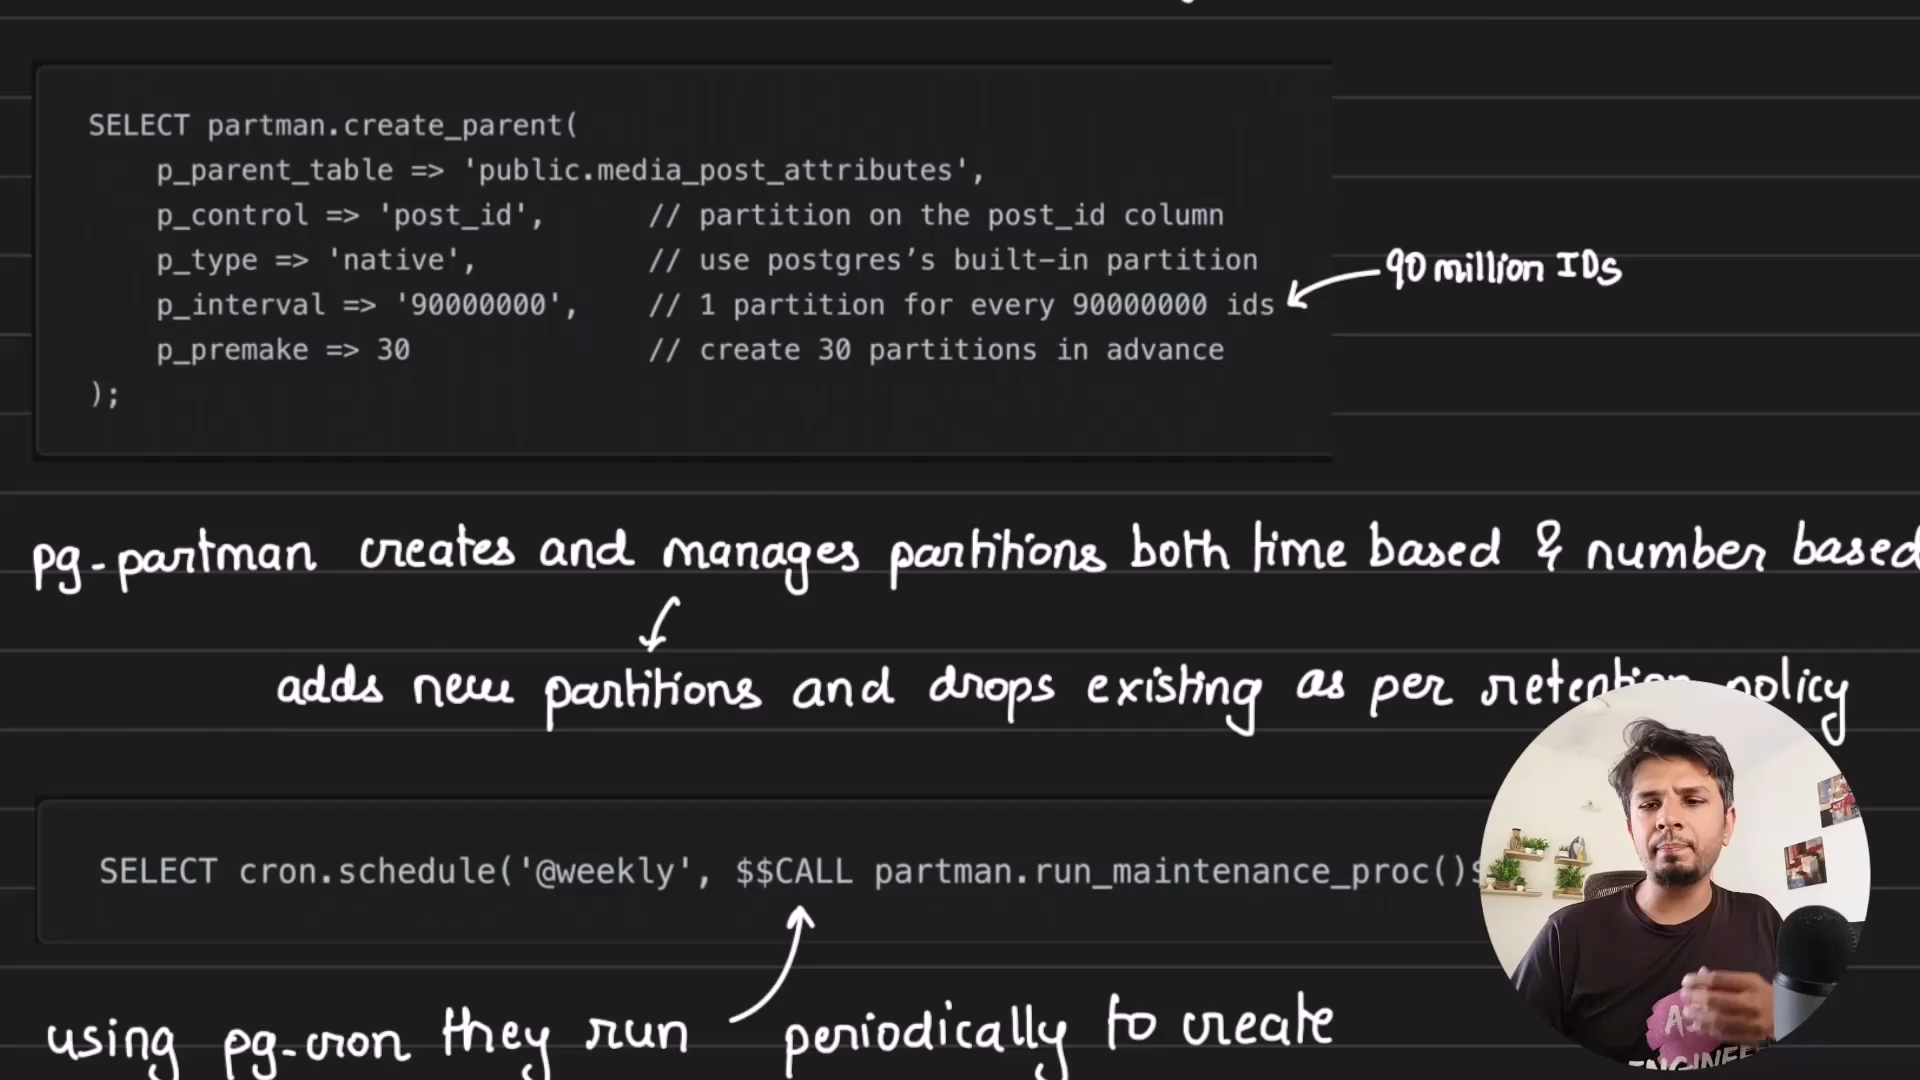 SELECT partman.create_parent(
p_parent_table => 'public.media_post_attributes',
p_control => 'post_id', // partition on the post_id column
p_type => 'native', // use postgres’s built-in partition
p_interval => '90000000', // 1 partition for every 90000000 ids
90 million IDs
p_premake => 30 // create 30 partitions in advance
);
pg-partman creates and manages partitions both time based & number based
adds new partitions and drops existing as per retention policy
SELECT cron.schedule('@weekly', $$CALL partman.run_maintenance_proc()$
using pg-cron they run periodically to create